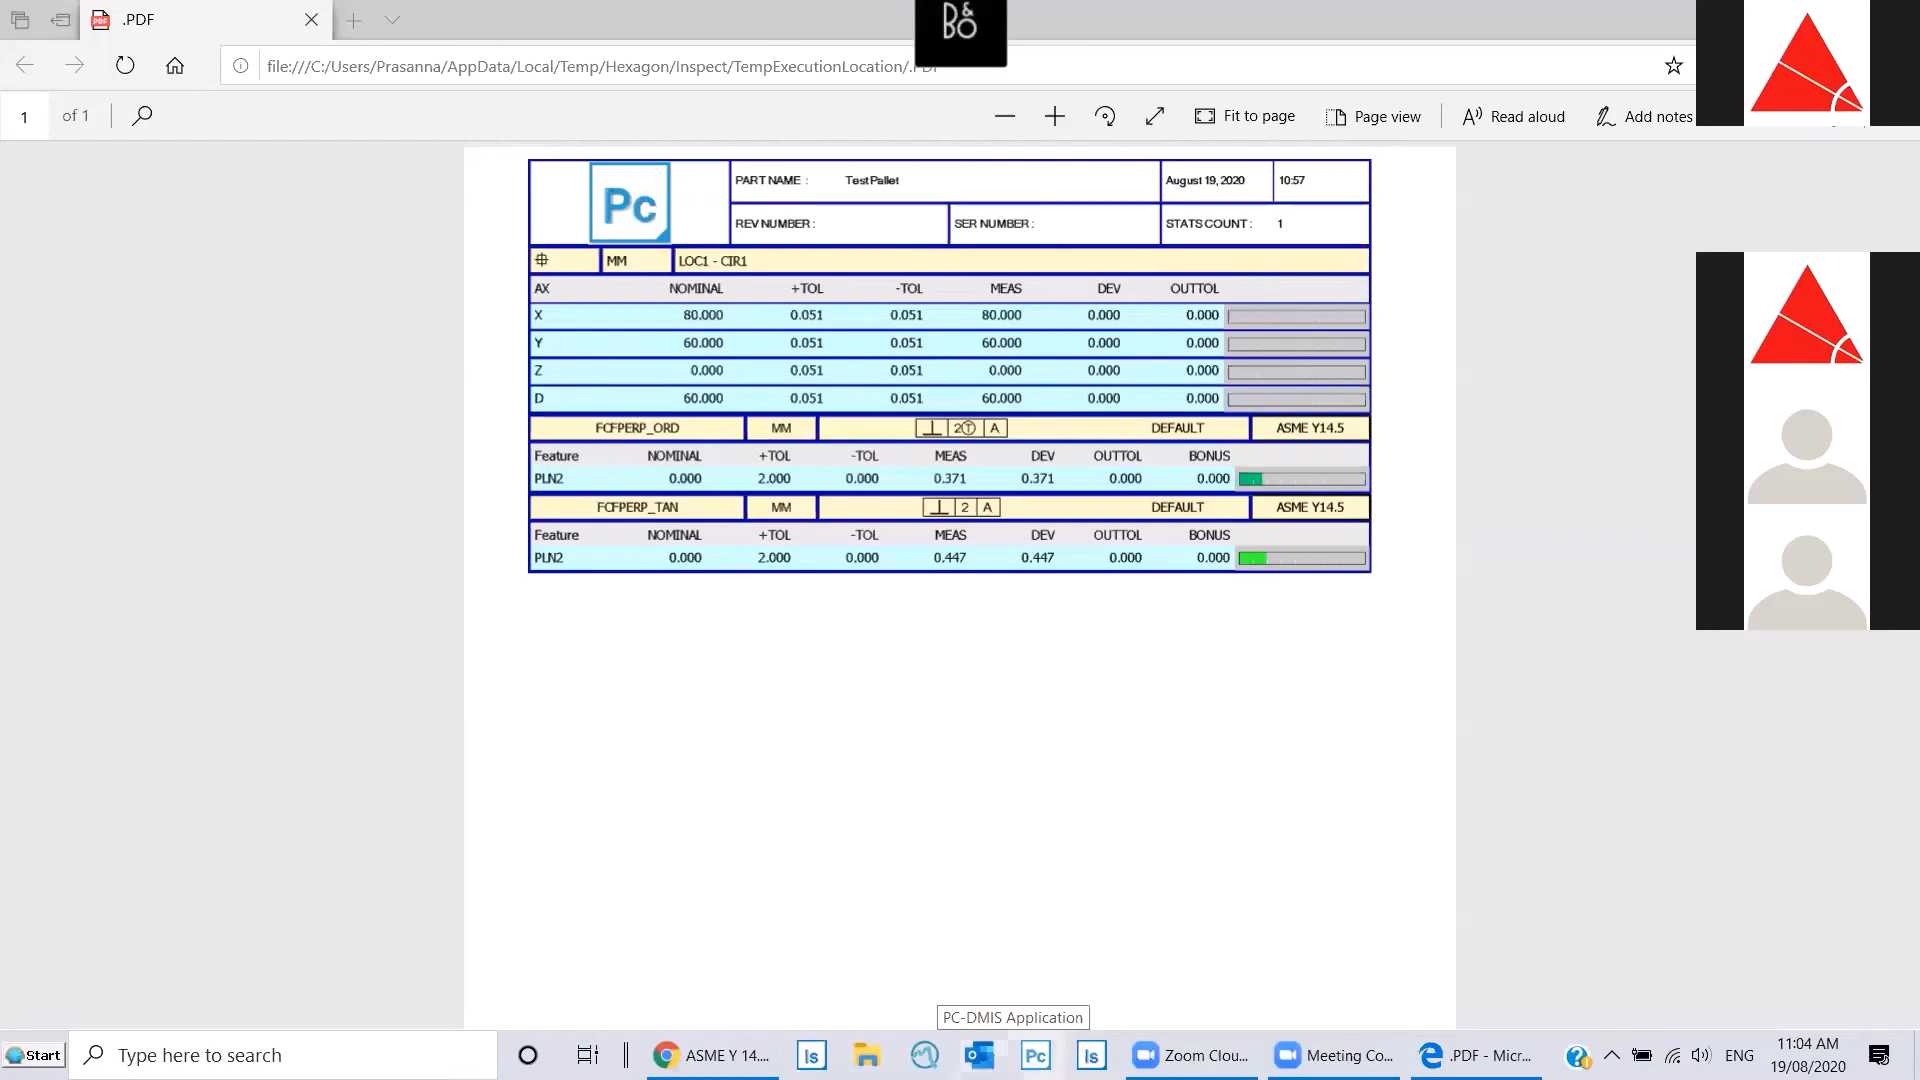 .PDF
B&O
file:///C:/Users/Prasanna/AppData/Local/Temp/Hexagon/Inspect/TempExecutionLocation/.PDF
1 of 1
Fit to page
Page view
Read aloud
Add notes
Pc
PART NAME : TestPallet
August 19, 2020
10:57
REV NUMBER :
SER NUMBER :
STATS COUNT : 1
MM LOC1 - CIR1
AX NOMINAL +TOL -TOL MEAS DEV OUTTOL
X 80.000 0.051 0.051 80.000 0.000 0.000
Y 60.000 0.051 0.051 60.000 0.000 0.000
Z 0.000 0.051 0.051 0.000 0.000 0.000
D 60.000 0.051 0.051 60.000 0.000 0.000
FCFPERP_ORD MM ⊥ 2Ⓣ A DEFAULT ASME Y14.5
Feature NOMINAL +TOL -TOL MEAS DEV OUTTOL BONUS
PLN2 0.000 2.000 0.000 0.371 0.371 0.000 0.000
FCFPERP_TAN MM ⊥ 2 A DEFAULT ASME Y14.5
Feature NOMINAL +TOL -TOL MEAS DEV OUTTOL BONUS
PLN2 0.000 2.000 0.000 0.447 0.447 0.000 0.000
PC-DMIS Application
Start
Type here to search
ASME Y 14....
Is
Pc
Is
Zoom Clou...
Meeting Co...
.PDF - Micr...
ENG
11:04 AM
19/08/2020